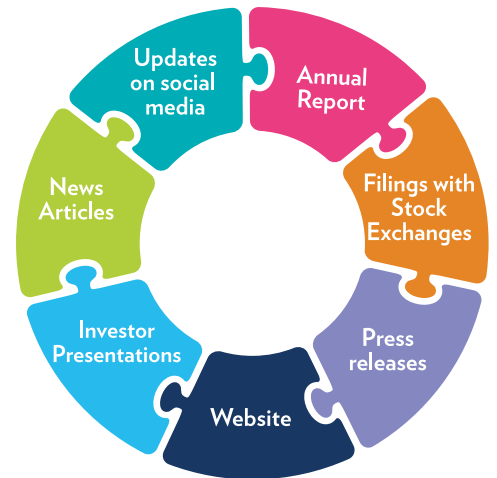 Updates
on social
media
Annual
Report
Filings with
Stock
Exchanges
Press
releases
Website
Investor
Presentations
News
Articles